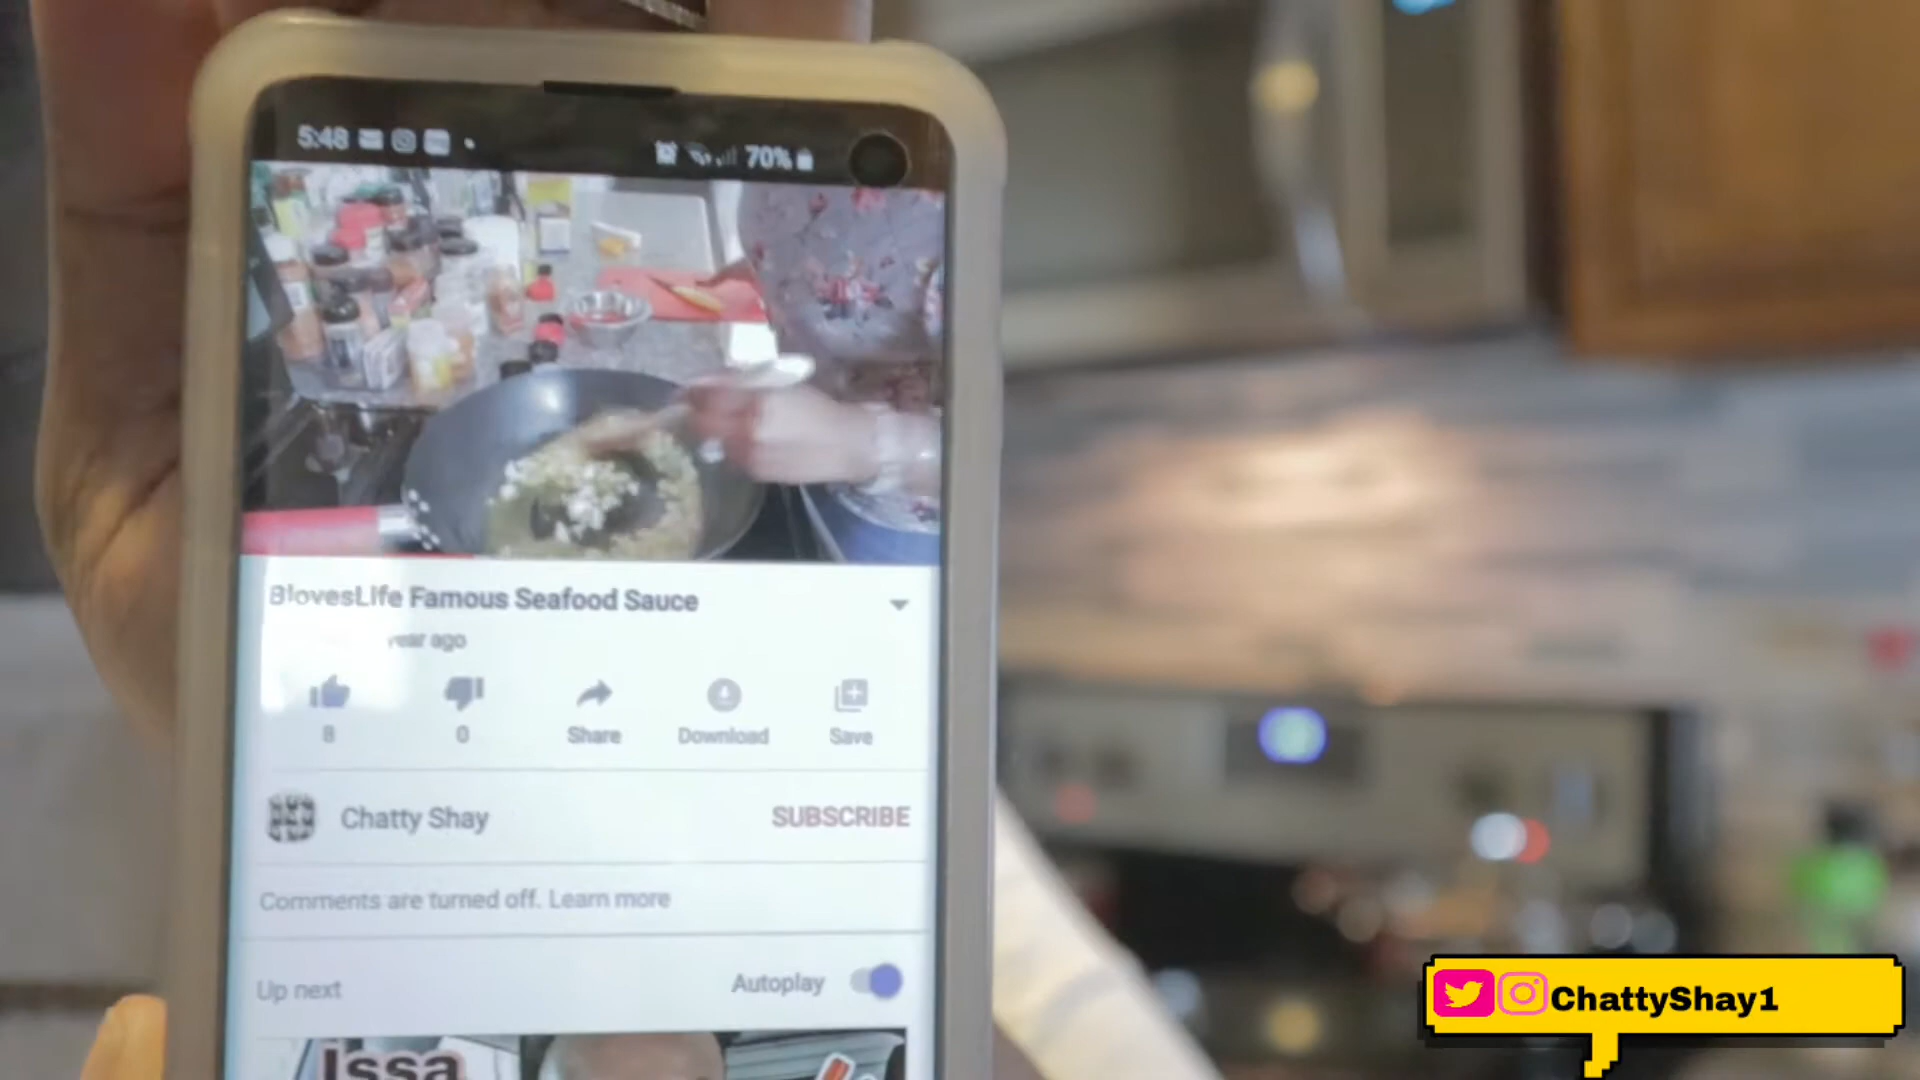 5:48
70%
BlovesLife Famous Seafood Sauce
year ago
8
0
Share
Download
Save
Chatty Shay
SUBSCRIBE
Comments are turned off. Learn more
Up next
Autoplay
Issa
ChattyShay1